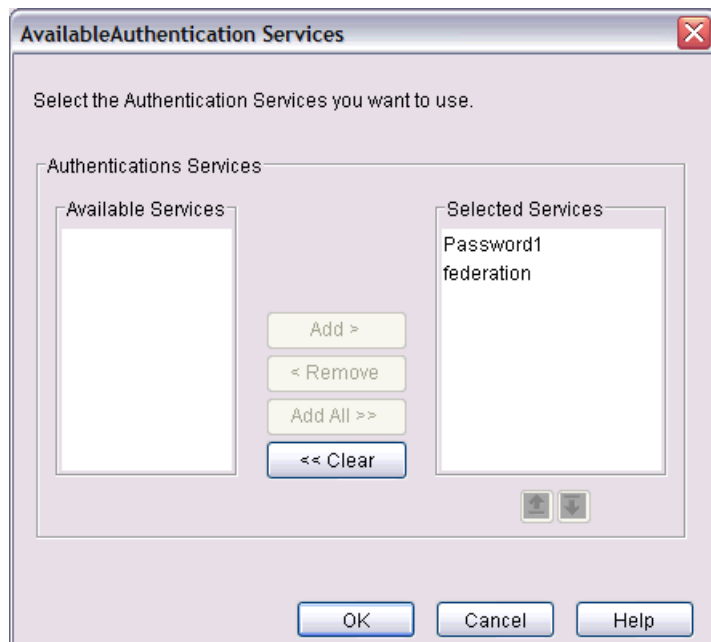 AvailableAuthentication Services
Select the Authentication Services you want to use.
Authentications Services
Available Services
Selected Services
Password1
federation
Add >
< Remove
Add All >>
<< Clear
OK
Cancel
Help